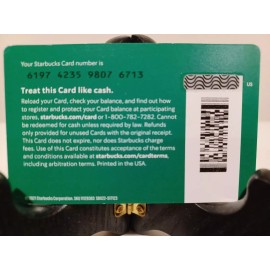 Your Starbucks Card number is
6197 4235 9807 6713
US
Treat this Card like cash.
Reload your Card, check your balance, and find out how
to register and protect your Card balance at participating
stores, starbucks.com/card or 1-800-782-7282. Cannot
be redeemed for cash unless required by law. Refunds
only provided for unused Cards with the original receipt.
This Card does not expire, nor does Starbucks charge
fees. Use of this Card constitutes acceptance of the terms
and conditions available at starbucks.com/cardterms,
including arbitration terms. Printed in the USA.
Starbucks Corporation.